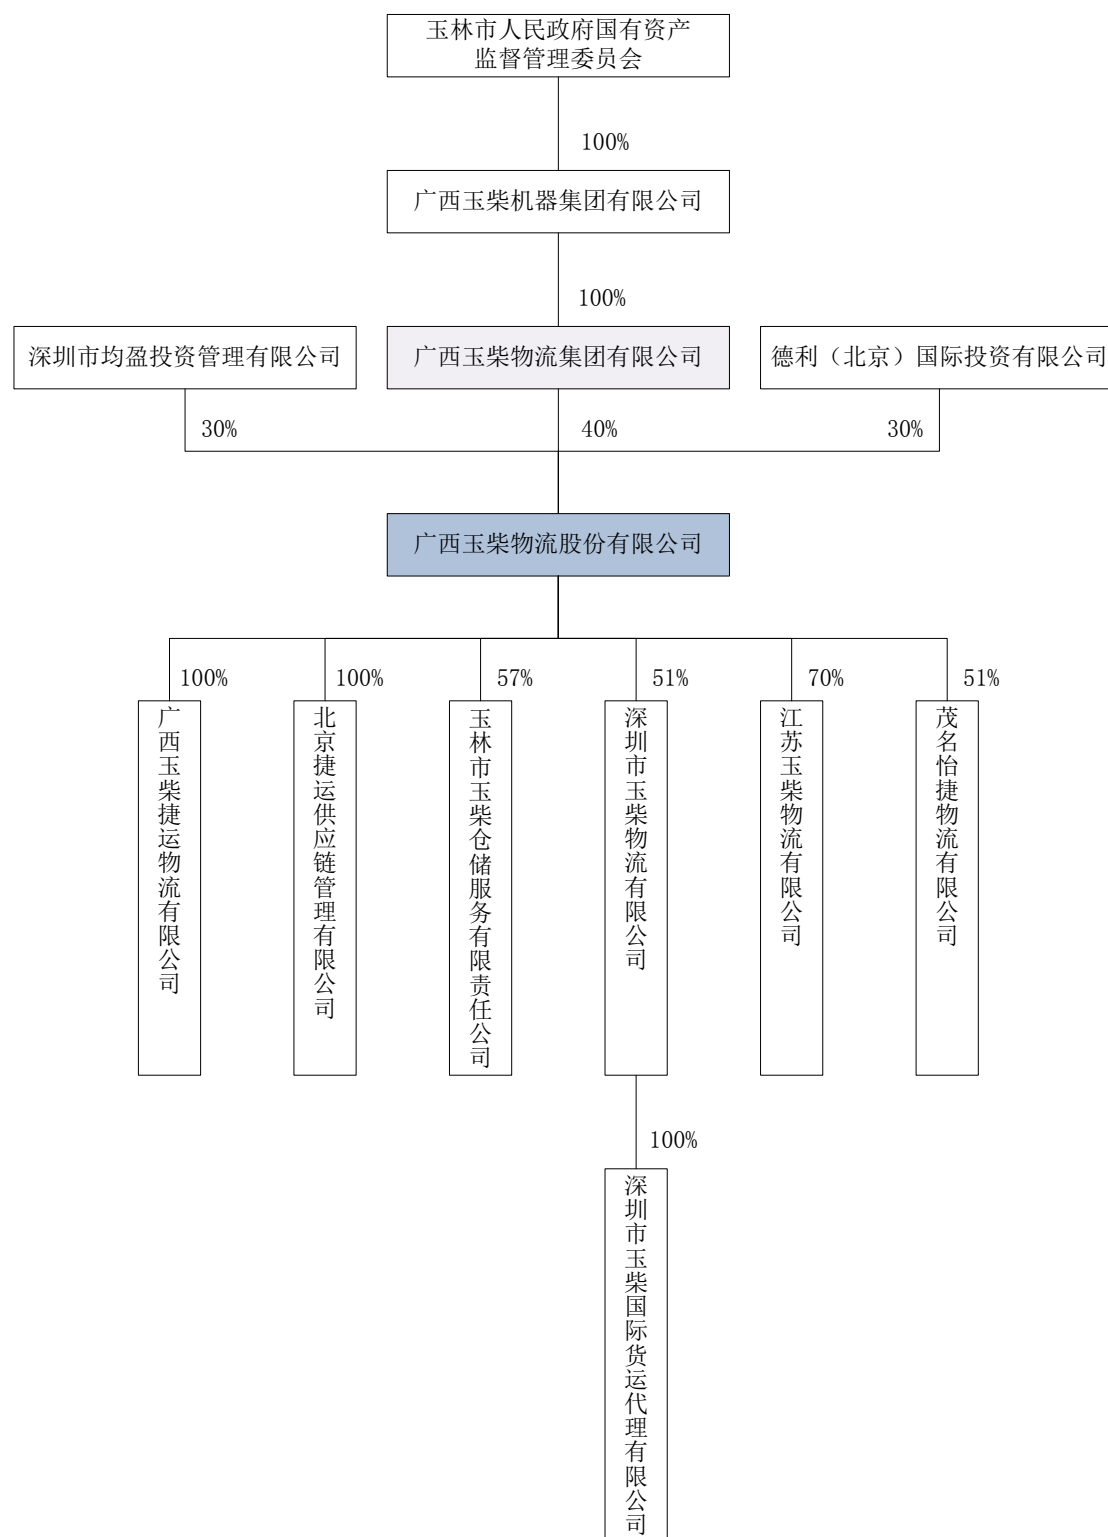 玉林市人民政府国有资产
监督管理委员会
100%
广西玉柴机器集团有限公司
100%
深圳市均盈投资管理有限公司
广西玉柴物流集团有限公司
德利（北京）国际投资有限公司
30%
40%
30%
广西玉柴物流股份有限公司
100%
100%
57%
51%
70%
51%
广西玉柴捷运物流有限公司
北京捷运供应链管理有限公司
玉林市玉柴仓储服务有限责任公司
深圳市玉柴物流有限公司
江苏玉柴物流有限公司
茂名怡捷物流有限公司
100%
深圳市玉柴国际货运代理有限公司